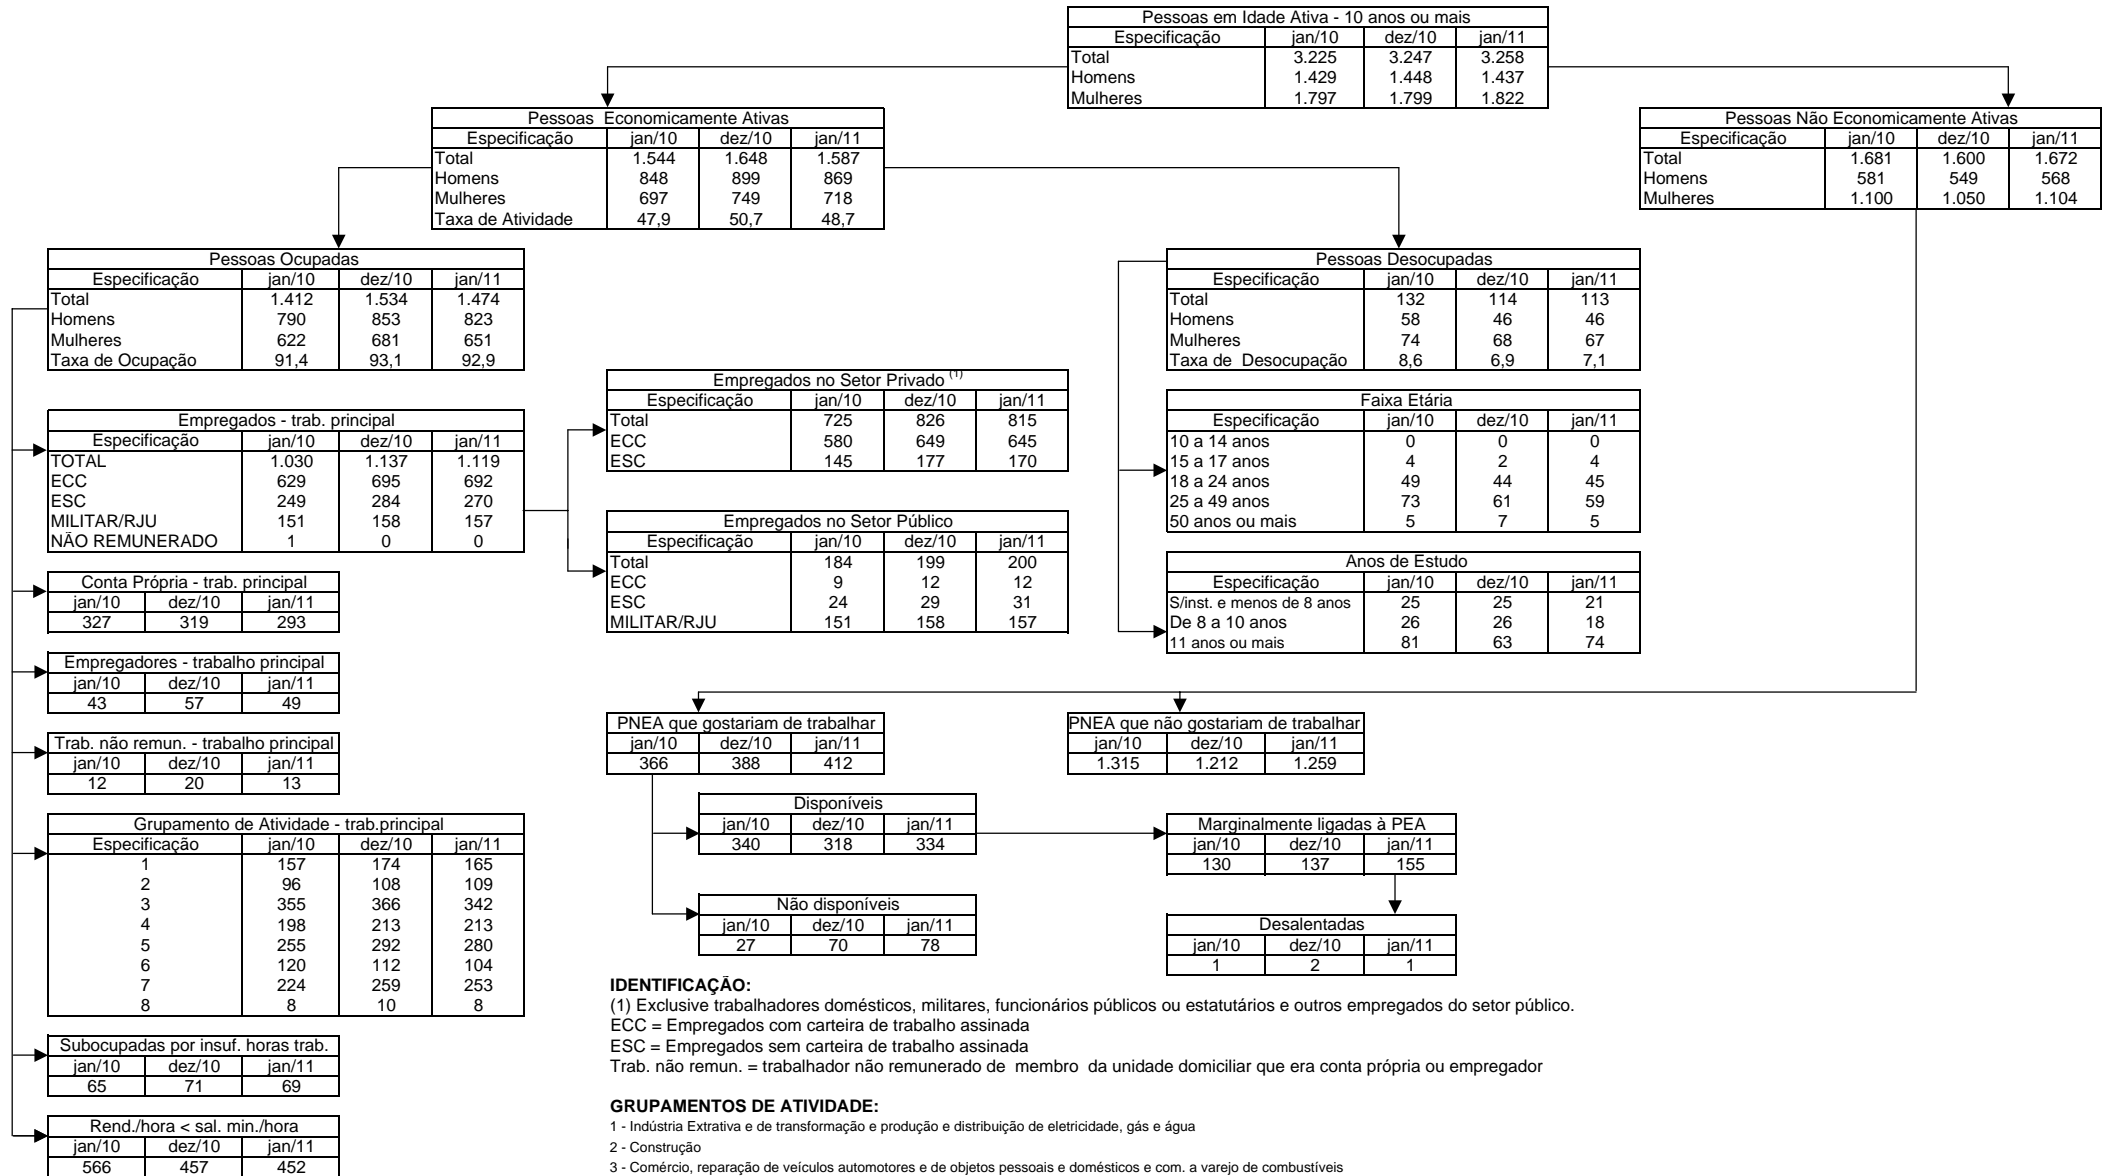 Pessoas em Idade Ativa - 10 anos ou mais
Especificação jan/10 dez/10 jan/11
Total 3.225 3.247 3.258
Homens 1.429 1.448 1.437
Mulheres 1.797 1.799 1.822
Pessoas Economicamente Ativas
Especificação jan/10 dez/10 jan/11
Total 1.544 1.648 1.587
Homens 848 899 869
Mulheres 697 749 718
Taxa de Atividade 47,9 50,7 48,7
Pessoas Não Economicamente Ativas
Especificação jan/10 dez/10 jan/11
Total 1.681 1.600 1.672
Homens 581 549 568
Mulheres 1.100 1.050 1.104
Pessoas Ocupadas
Especificação jan/10 dez/10 jan/11
Total 1.412 1.534 1.474
Homens 790 853 823
Mulheres 622 681 651
Taxa de Ocupação 91,4 93,1 92,9
Pessoas Desocupadas
Especificação jan/10 dez/10 jan/11
Total 132 114 113
Homens 58 46 46
Mulheres 74 68 67
Taxa de Desocupação 8,6 6,9 7,1
Empregados - trab. principal
Especificação jan/10 dez/10 jan/11
TOTAL 1.030 1.137 1.119
ECC 629 695 692
ESC 249 284 270
MILITAR/RJU 151 158 157
NÃO REMUNERADO 1 0 0
Empregados no Setor Privado (1)
Especificação jan/10 dez/10 jan/11
Total 725 826 815
ECC 580 649 645
ESC 145 177 170
Faixa Etária
Especificação jan/10 dez/10 jan/11
10 a 14 anos 0 0 0
15 a 17 anos 4 2 4
18 a 24 anos 49 44 45
25 a 49 anos 73 61 59
50 anos ou mais 5 7 5
Empregados no Setor Público
Especificação jan/10 dez/10 jan/11
Total 184 199 200
ECC 9 12 12
ESC 24 29 31
MILITAR/RJU 151 158 157
Anos de Estudo
Especificação jan/10 dez/10 jan/11
S/inst. e menos de 8 anos 25 25 21
De 8 a 10 anos 26 26 18
11 anos ou mais 81 63 74
Conta Própria - trab. principal
jan/10 dez/10 jan/11
327 319 293
Empregadores - trabalho principal
jan/10 dez/10 jan/11
43 57 49
Trab. não remun. - trabalho principal
jan/10 dez/10 jan/11
12 20 13
PNEA que gostariam de trabalhar
jan/10 dez/10 jan/11
366 388 412
PNEA que não gostariam de trabalhar
jan/10 dez/10 jan/11
1.315 1.212 1.259
Disponíveis
jan/10 dez/10 jan/11
340 318 334
Marginalmente ligadas à PEA
jan/10 dez/10 jan/11
130 137 155
Não disponíveis
jan/10 dez/10 jan/11
27 70 78
Desalentadas
jan/10 dez/10 jan/11
1 2 1
Grupamento de Atividade - trab.principal
Especificação jan/10 dez/10 jan/11
1 157 174 165
2 96 108 109
3 355 366 342
4 198 213 213
5 255 292 280
6 120 112 104
7 224 259 253
8 8 10 8
Subocupadas por insuf. horas trab.
jan/10 dez/10 jan/11
65 71 69
Rend./hora < sal. min./hora
jan/10 dez/10 jan/11
566 457 452
IDENTIFICAÇÃO:
(1) Exclusive trabalhadores domésticos, militares, funcionários públicos ou estatutários e outros empregados do setor público.
ECC = Empregados com carteira de trabalho assinada
ESC = Empregados sem carteira de trabalho assinada
Trab. não remun. = trabalhador não remunerado de membro da unidade domiciliar que era conta própria ou empregador
GRUPAMENTOS DE ATIVIDADE:
1 - Indústria Extrativa e de transformação e produção e distribuição de eletricidade, gás e água
2 - Construção
3 - Comércio, reparação de veículos automotores e de objetos pessoais e domésticos e com. a varejo de combustíveis